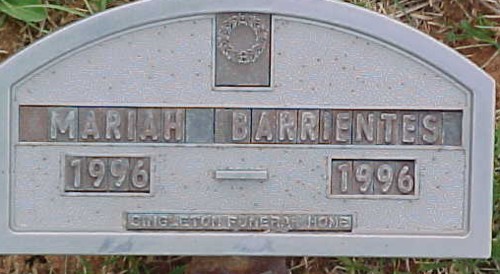 MARIAH BARRIENTES
1996 — 1996
SINGLETON FUNERAL HOME